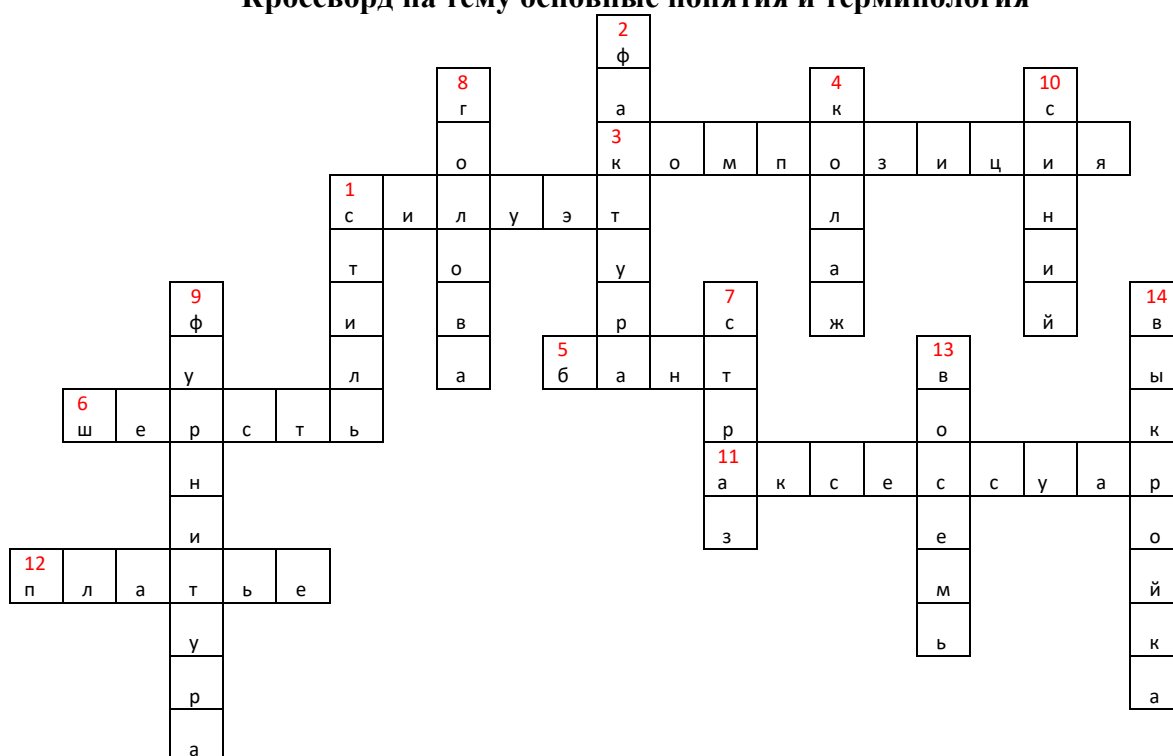 Кроссворд на тему основные понятия и терминология
2
ф
8 4 10
г а к с
3
о к о м п о з и ц и я
1
с и л у э т л н
т о у а и
9 7 14
ф и в р с ж й в
5 13
у л а б а н т в ы
6
ш е р с т ь р о к
11
н а к с е с с у а р
и з е о
12
п л а т ь е м й
у ь к
р а
а